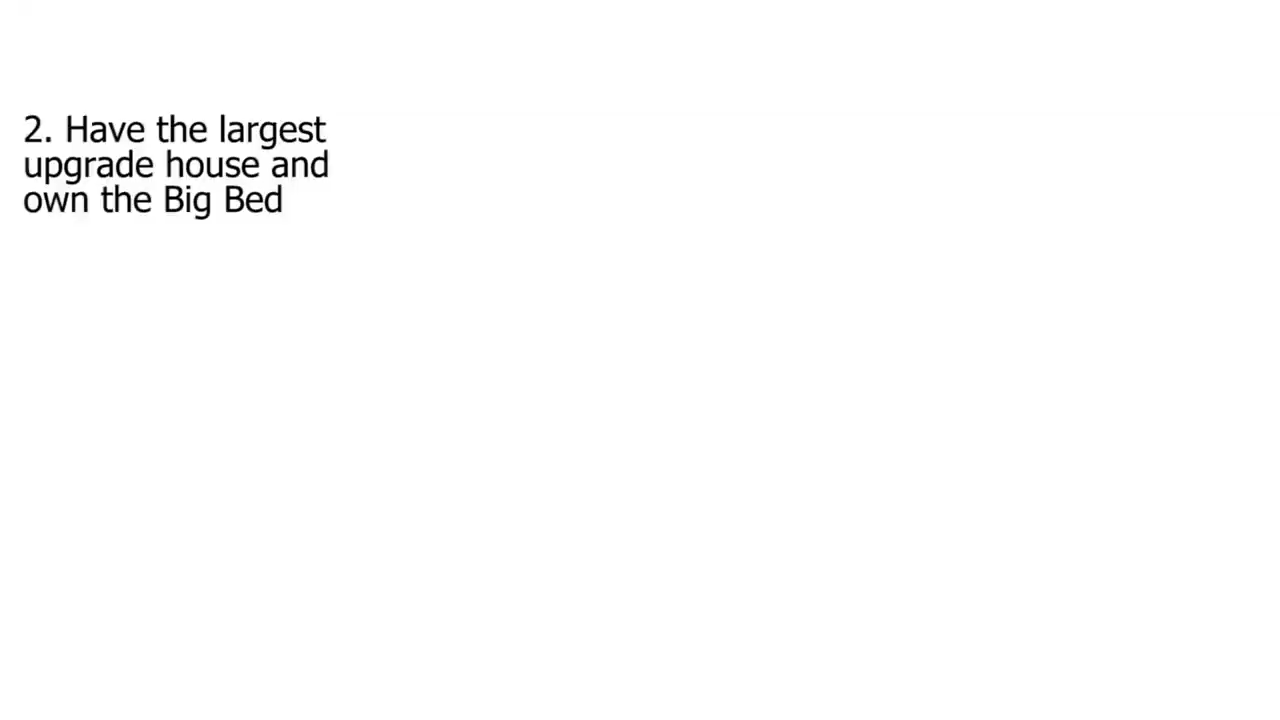 2. Have the largest
upgrade house and
own the Big Bed